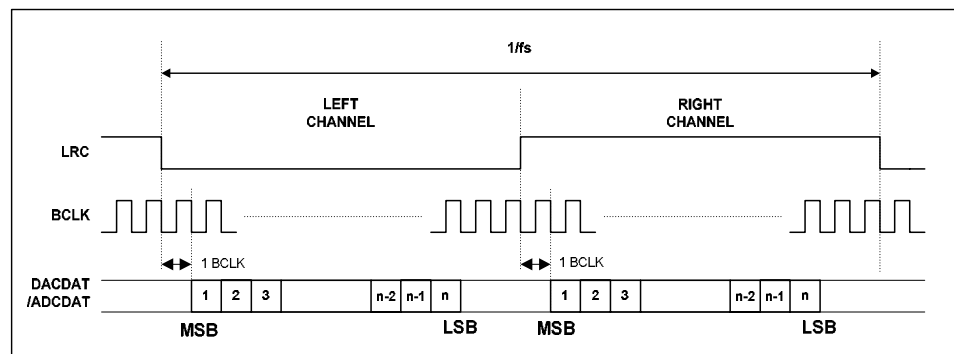 1/fs
LEFT
CHANNEL
RIGHT
CHANNEL
LRC
BCLK
1 BCLK
1 BCLK
DACDAT
/ADCDAT
1 2 3 n-2 n-1 n 1 2 3 n-2 n-1 n
MSB LSB MSB LSB